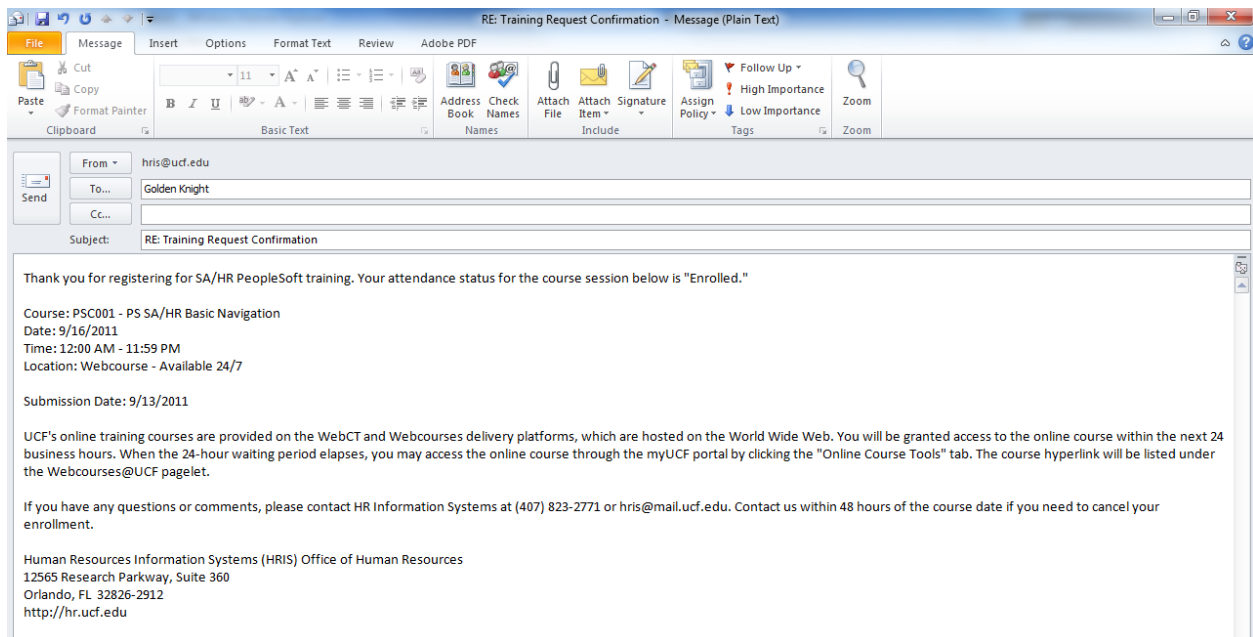 RE: Training Request Confirmation - Message (Plain Text)
File Message Insert Options Format Text Review Adobe PDF
Paste
Cut
Copy
Format Painter
Clipboard
11
B I U
Basic Text
Address Book
Check Names
Names
Attach File
Attach Item
Signature
Include
Assign Policy
Follow Up
High Importance
Low Importance
Tags
Zoom
Zoom
Send
From hris@ucf.edu
To... Golden Knight
Cc...
Subject: RE: Training Request Confirmation
Thank you for registering for SA/HR PeopleSoft training. Your attendance status for the course session below is "Enrolled."
Course: PSC001 - PS SA/HR Basic Navigation
Date: 9/16/2011
Time: 12:00 AM - 11:59 PM
Location: Webcourse - Available 24/7
Submission Date: 9/13/2011
UCF's online training courses are provided on the WebCT and Webcourses delivery platforms, which are hosted on the World Wide Web. You will be granted access to the online course within the next 24
business hours. When the 24-hour waiting period elapses, you may access the online course through the myUCF portal by clicking the "Online Course Tools" tab. The course hyperlink will be listed under
the Webcourses@UCF pagelet.
If you have any questions or comments, please contact HR Information Systems at (407) 823-2771 or hris@mail.ucf.edu. Contact us within 48 hours of the course date if you need to cancel your
enrollment.
Human Resources Information Systems (HRIS) Office of Human Resources
12565 Research Parkway, Suite 360
Orlando, FL 32826-2912
http://hr.ucf.edu